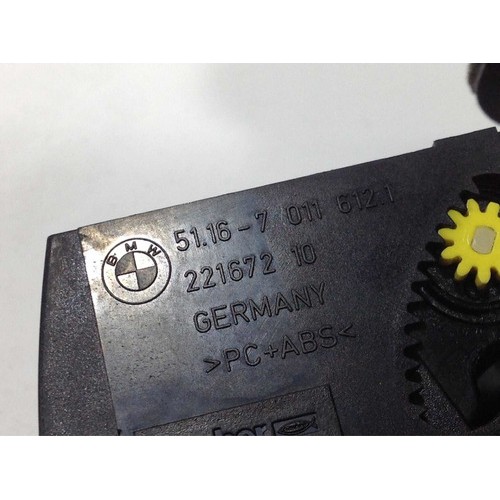 BMW
51.16-7 011 612.1
221672 10
GERMANY
>PC+ABS<